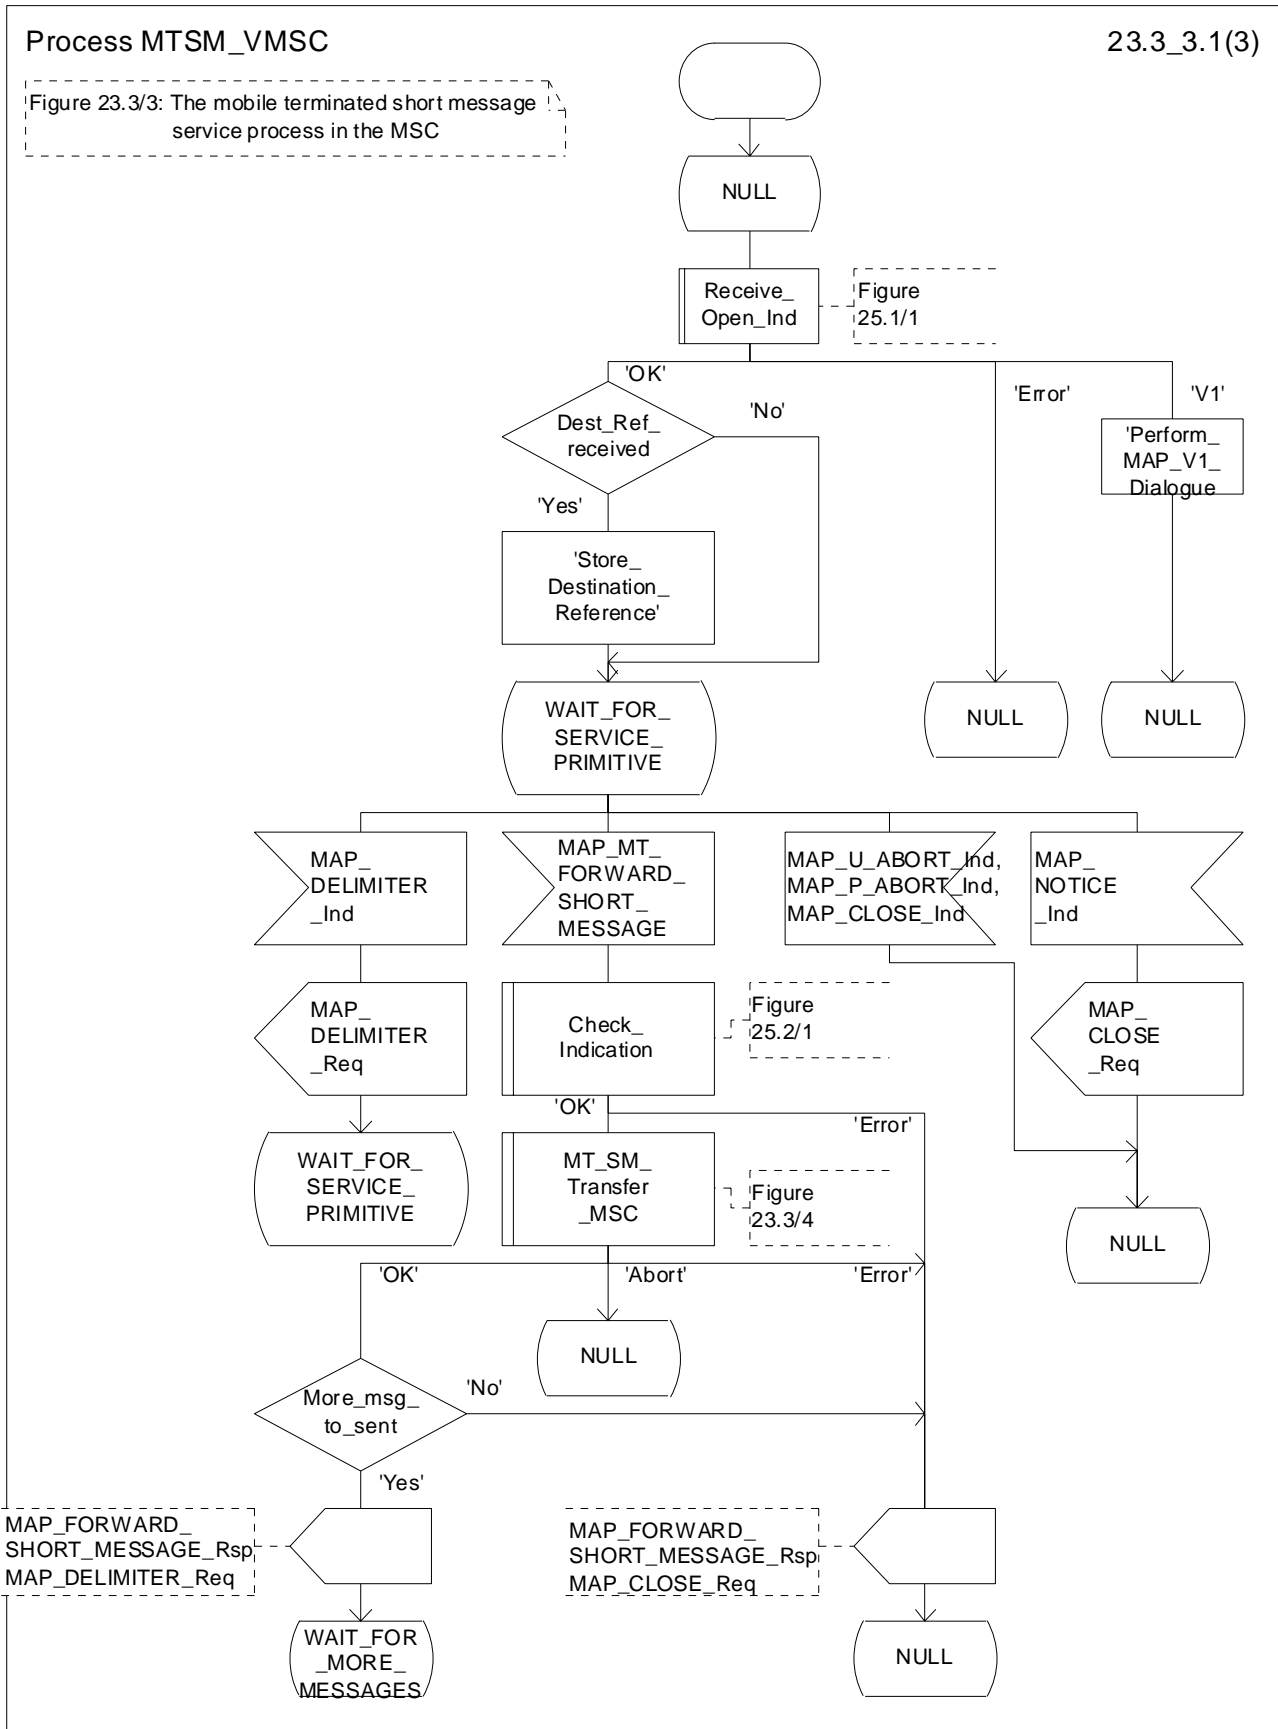 Process MTSM_VMSC
23.3_3.1(3)
Figure 23.3/3: The mobile terminated short message
service process in the MSC
NULL
Receive_
Open_Ind
Figure
25.1/1
'OK'
'Error'
'V1'
Dest_Ref_
received
'No'
'Perform_
MAP_V1_
Dialogue
'Yes'
'Store_
Destination_
Reference'
WAIT_FOR_
SERVICE_
PRIMITIVE
NULL
NULL
MAP_
DELIMITER
_Ind
MAP_MT_
FORWARD_
SHORT_
MESSAGE
MAP_U_ABORT_Ind,
MAP_P_ABORT_Ind,
MAP_CLOSE_Ind
MAP_
NOTICE
_Ind
MAP_
DELIMITER
_Req
Check_
Indication
Figure
25.2/1
MAP_
CLOSE
_Req
'OK'
'Error'
WAIT_FOR_
SERVICE_
PRIMITIVE
MT_SM_
Transfer
_MSC
Figure
23.3/4
NULL
'OK'
'Abort'
'Error'
NULL
More_msg_
to_sent
'No'
'Yes'
MAP_FORWARD_
SHORT_MESSAGE_Rsp
MAP_DELIMITER_Req
MAP_FORWARD_
SHORT_MESSAGE_Rsp
MAP_CLOSE_Req
WAIT_FOR
_MORE_
MESSAGES
NULL